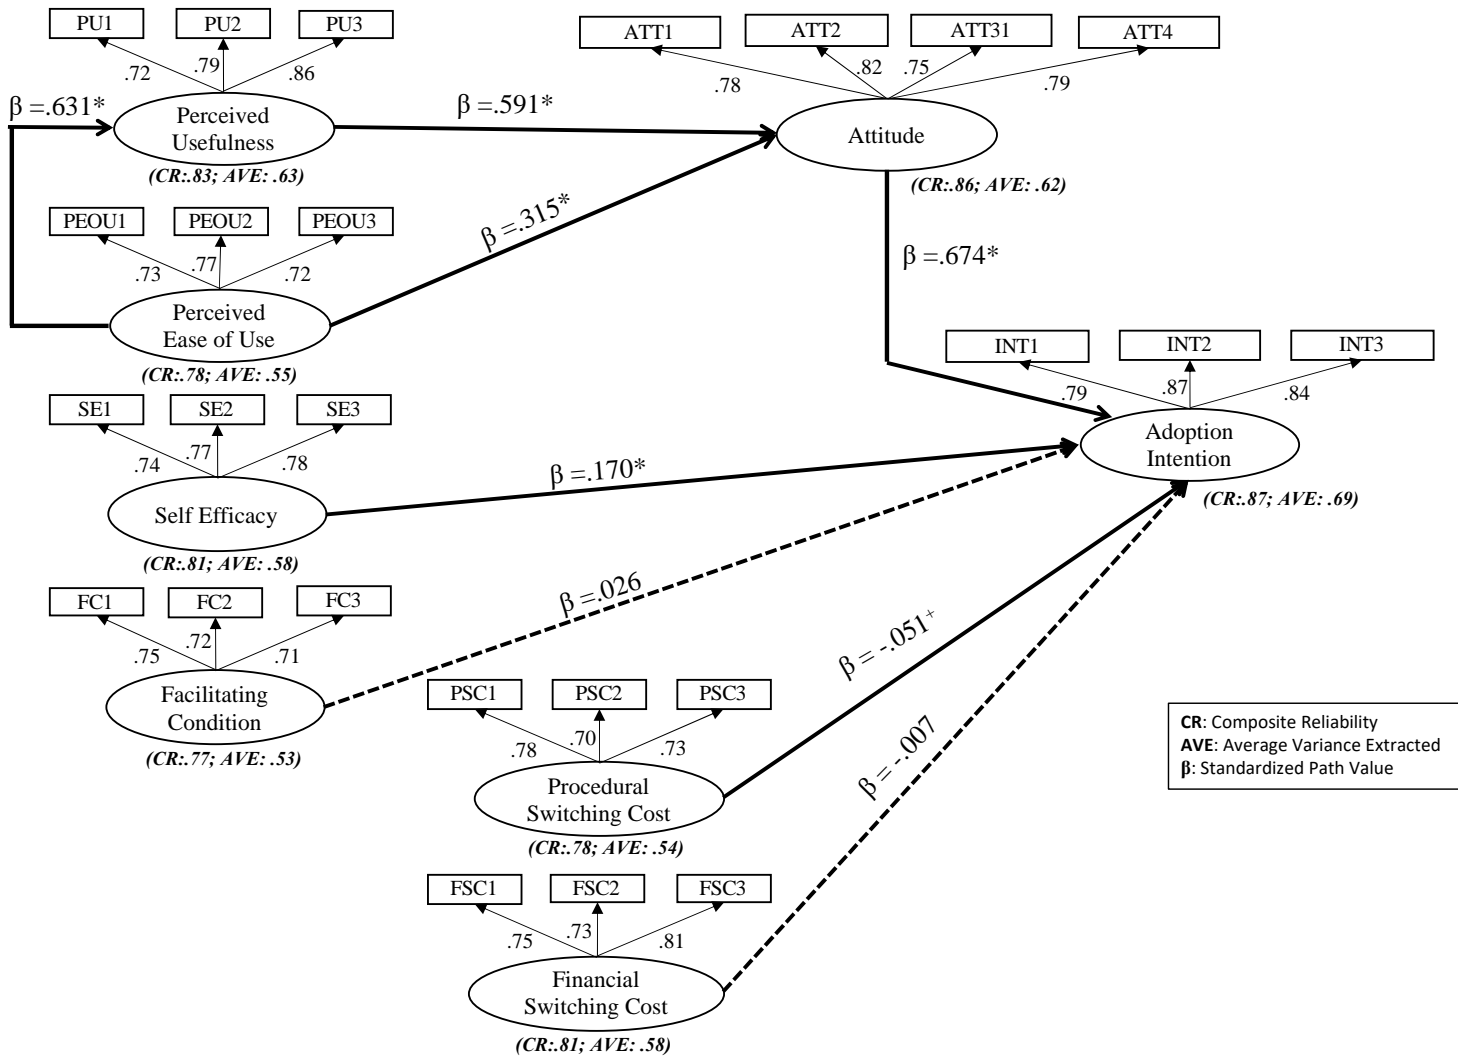 PU1
PU2
PU3
.72
.79
.86
β =.631*
Perceived
Usefulness
(CR:.83; AVE: .63)
β =.591*
ATT1
ATT2
ATT31
ATT4
.78
.82
.75
.79
Attitude
(CR:.86; AVE: .62)
PEOU1
PEOU2
PEOU3
.73
.77
.72
Perceived
Ease of Use
(CR:.78; AVE: .55)
β =.315*
β =.674*
INT1
INT2
INT3
.79
.87
.84
Adoption
Intention
(CR:.87; AVE: .69)
SE1
SE2
SE3
.74
.77
.78
Self Efficacy
(CR:.81; AVE: .58)
β =.170*
FC1
FC2
FC3
.75
.72
.71
Facilitating
Condition
(CR:.77; AVE: .53)
β =.026
PSC1
PSC2
PSC3
.78
.70
.73
Procedural
Switching Cost
(CR:.78; AVE: .54)
β = -.051+
FSC1
FSC2
FSC3
.75
.73
.81
Financial
Switching Cost
(CR:.81; AVE: .58)
β = -.007
CR: Composite Reliability
AVE: Average Variance Extracted
β: Standardized Path Value